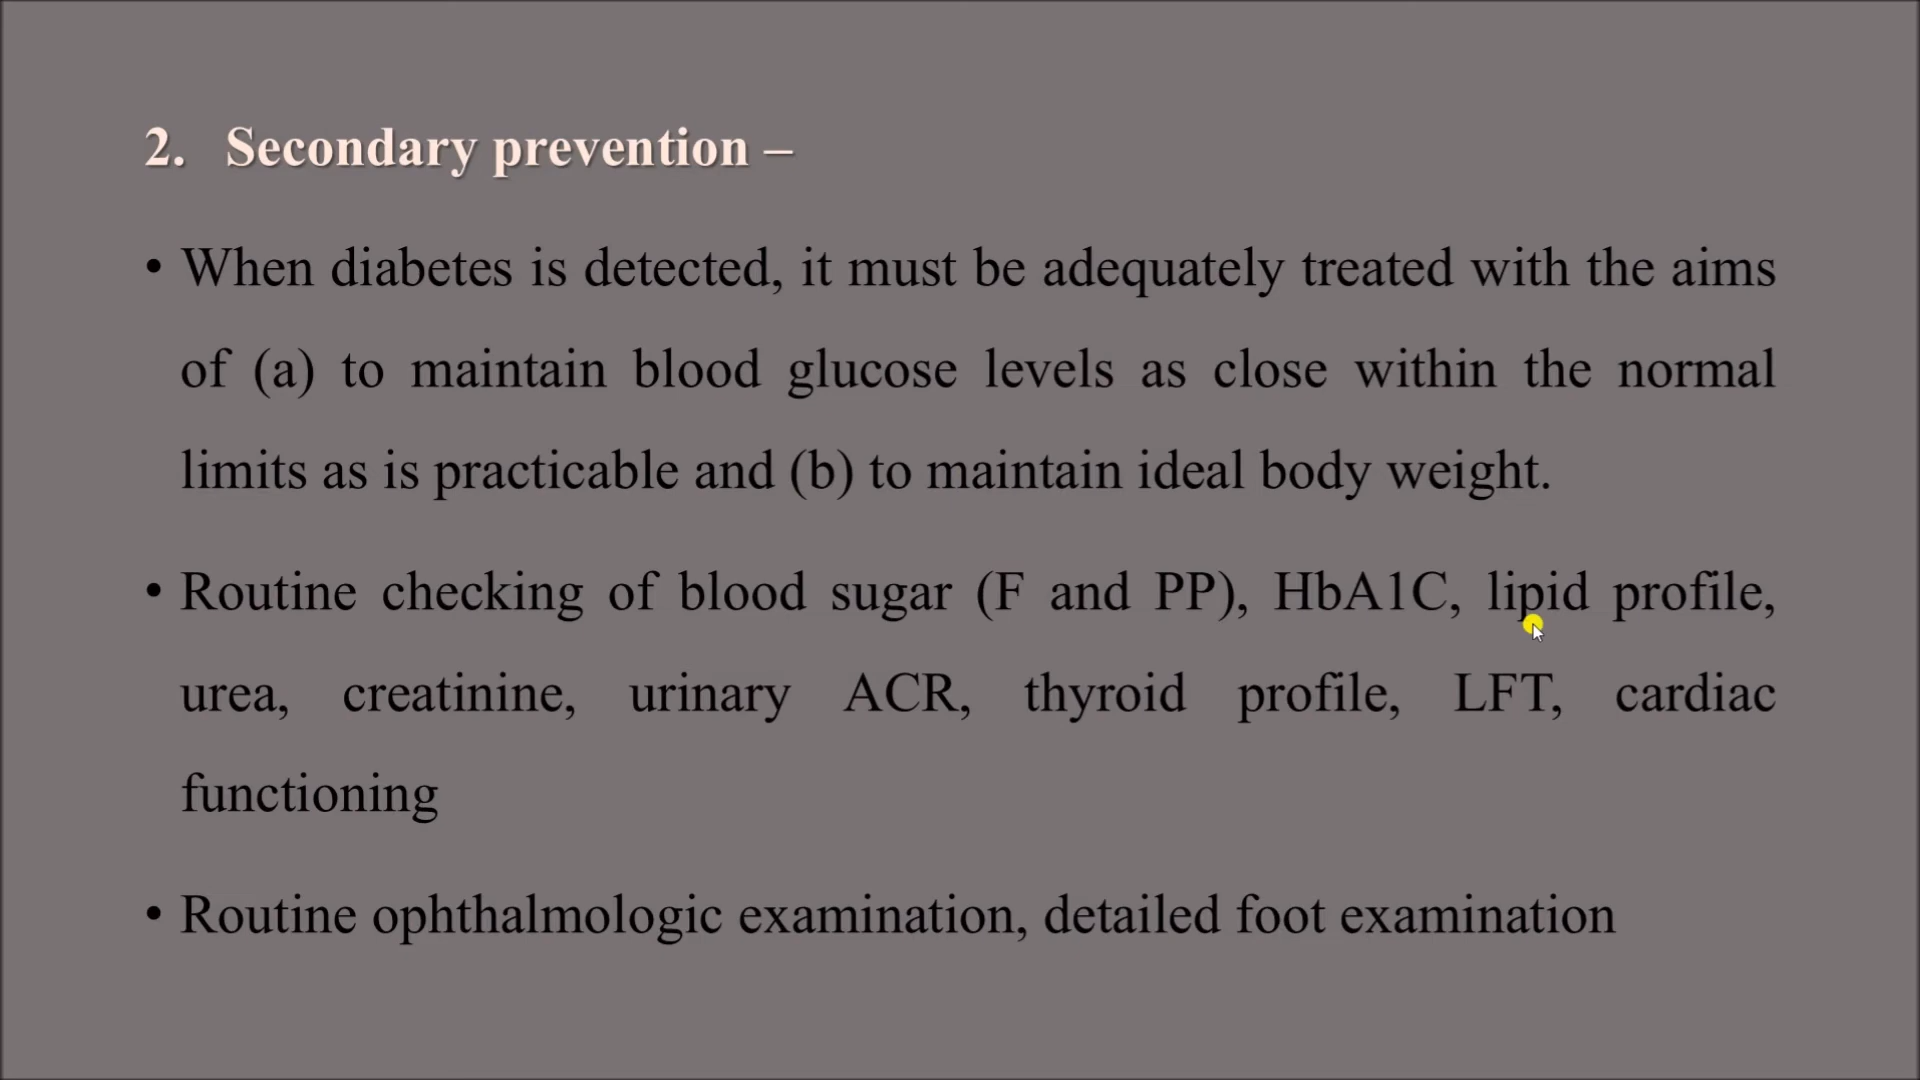 2. Secondary prevention –
• When diabetes is detected, it must be adequately treated with the aims
of (a) to maintain blood glucose levels as close within the normal
limits as is practicable and (b) to maintain ideal body weight.
• Routine checking of blood sugar (F and PP), HbA1C, lipid profile,
urea, creatinine, urinary ACR, thyroid profile, LFT, cardiac
functioning
• Routine ophthalmologic examination, detailed foot examination